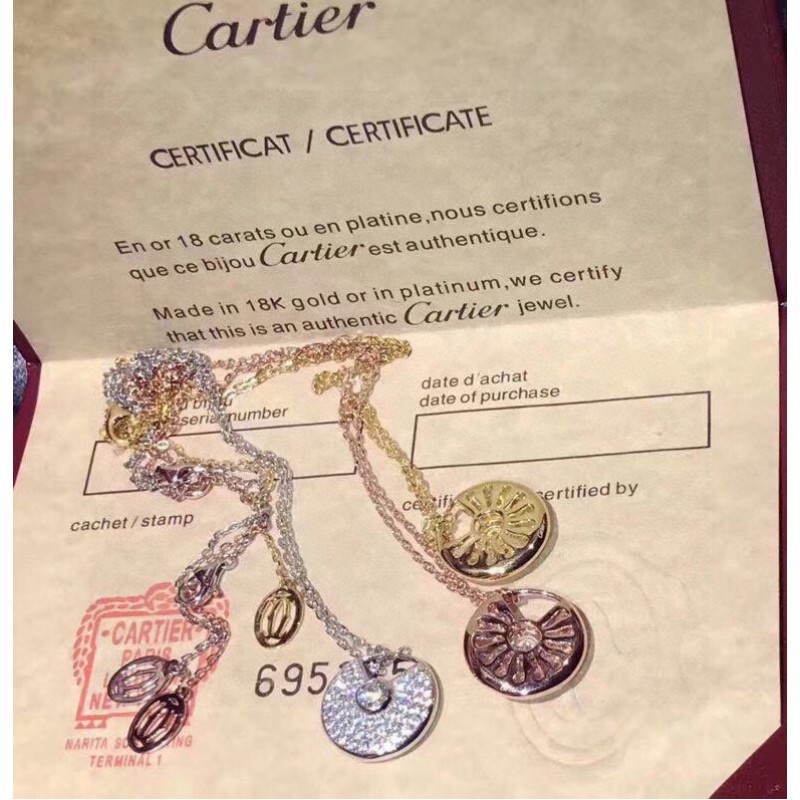 Cartier
CERTIFICAT / CERTIFICATE
En or 18 carats ou en platine,nous certifions
que ce bijou Cartier est authentique.
Made in 18K gold or in platinum,we certify
that this is an authentic Cartier jewel.
serial number
date d'achat
date of purchase
certified by
cachet / stamp
-CARTIER-
PARIS
695
NARITA
TERMINAL 1